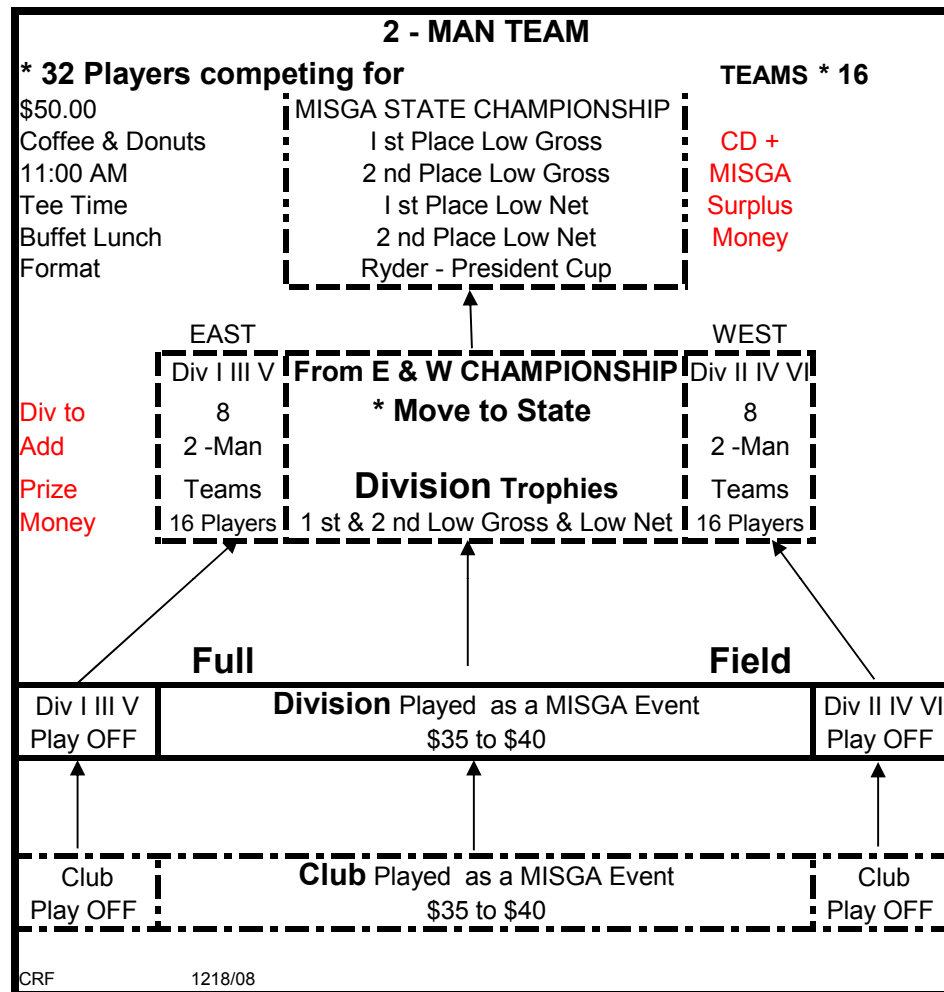 2 - MAN TEAM
* 32 Players competing for TEAMS * 16
$50.00 MISGA STATE CHAMPIONSHIP
Coffee & Donuts I st Place Low Gross CD +
11:00 AM 2 nd Place Low Gross MISGA
Tee Time I st Place Low Net Surplus
Buffet Lunch 2 nd Place Low Net Money
Format Ryder - President Cup
EAST WEST
Div I III V From E & W CHAMPIONSHIP Div II IV VI
Div to 8 * Move to State 8
Add 2 -Man 2 -Man
Prize Teams Division Trophies Teams
Money 16 Players 1 st & 2 nd Low Gross & Low Net 16 Players
Full Field
Div I III V Division Played as a MISGA Event Div II IV VI
Play OFF $35 to $40 Play OFF
Club Club Played as a MISGA Event Club
Play OFF $35 to $40 Play OFF
CRF 1218/08